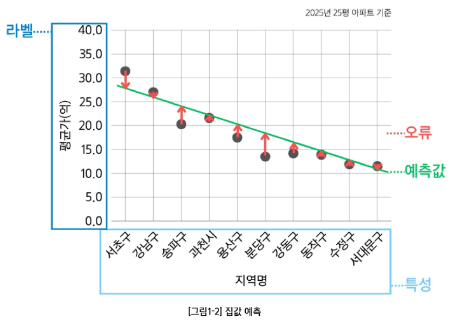 2025년 25평 아파트 기준
라벨
평균가(억)
40.0
35.0
30.0
25.0
20.0
15.0
10.0
5.0
0.0
오류
예측값
서초구
강남구
송파구
과천시
용산구
분당구
강동구
동작구
수정구
서대문구
지역명
특성
[그림1-2] 집값 예측